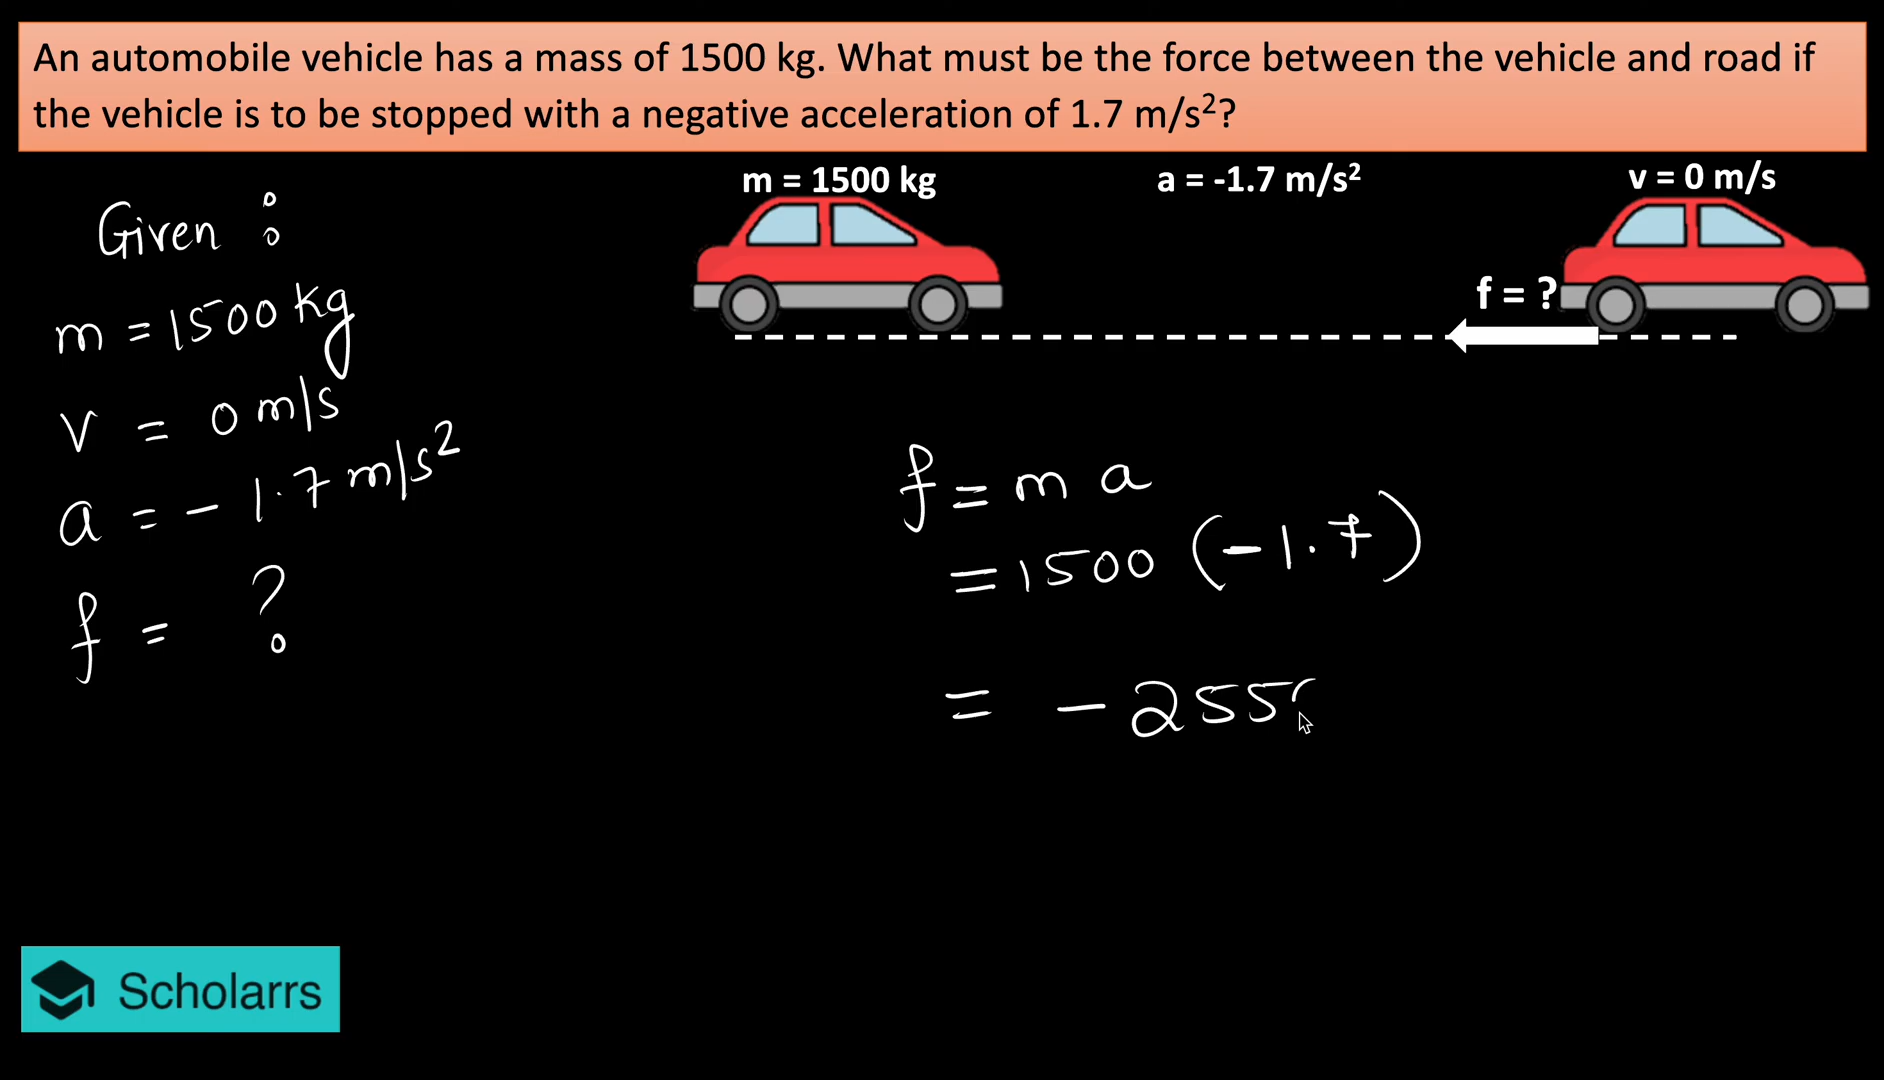 An automobile vehicle has a mass of 1500 kg. What must be the force between the vehicle and road if
the vehicle is to be stopped with a negative acceleration of 1.7 m/s²?
m = 1500 kg
a = -1.7 m/s²
v = 0 m/s
f = ?
Given :
m = 1500 kg
v = 0 m/s
a = - 1.7 m/s²
f = ?
f = m a
= 1500 (-1.7)
= - 255
Scholarrs